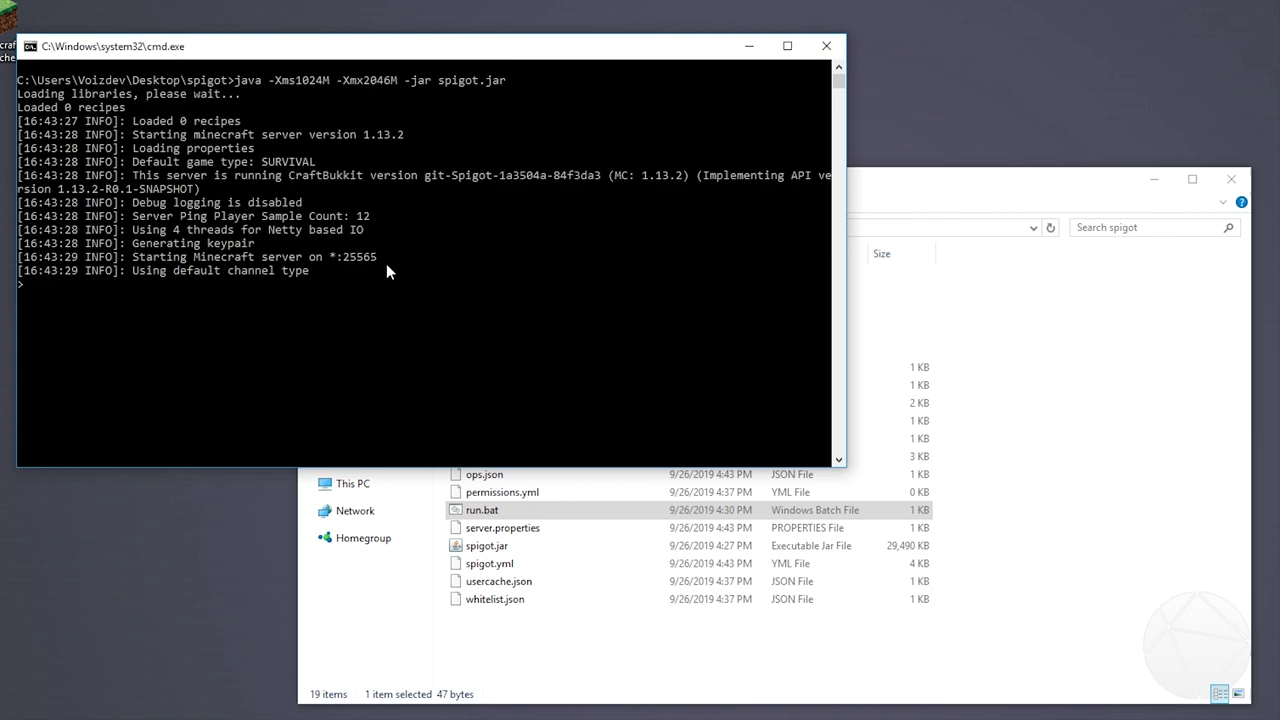 craf
che
C:\Windows\system32\cmd.exe
C:\Users\Voizdev\Desktop\spigot>java -Xms1024M -Xmx2046M -jar spigot.jar
Loading libraries, please wait...
Loaded 0 recipes
[16:43:27 INFO]: Loaded 0 recipes
[16:43:28 INFO]: Starting minecraft server version 1.13.2
[16:43:28 INFO]: Loading properties
[16:43:28 INFO]: Default game type: SURVIVAL
[16:43:28 INFO]: This server is running CraftBukkit version git-Spigot-1a3504a-84f3da3 (MC: 1.13.2) (Implementing API ve
rsion 1.13.2-R0.1-SNAPSHOT)
[16:43:28 INFO]: Debug logging is disabled
[16:43:28 INFO]: Server Ping Player Sample Count: 12
[16:43:28 INFO]: Using 4 threads for Netty based IO
[16:43:28 INFO]: Generating keypair
[16:43:29 INFO]: Starting Minecraft server on *:25565
[16:43:29 INFO]: Using default channel type
>
Search spigot
Size
1 KB
1 KB
2 KB
1 KB
1 KB
3 KB
ops.json 9/26/2019 4:43 PM JSON File 1 KB
This PC
permissions.yml 9/26/2019 4:37 PM YML File 0 KB
Network
run.bat 9/26/2019 4:30 PM Windows Batch File 1 KB
server.properties 9/26/2019 4:43 PM PROPERTIES File 1 KB
Homegroup
spigot.jar 9/26/2019 4:27 PM Executable Jar File 29,490 KB
spigot.yml 9/26/2019 4:43 PM YML File 4 KB
usercache.json 9/26/2019 4:37 PM JSON File 1 KB
whitelist.json 9/26/2019 4:37 PM JSON File 1 KB
19 items 1 item selected 47 bytes